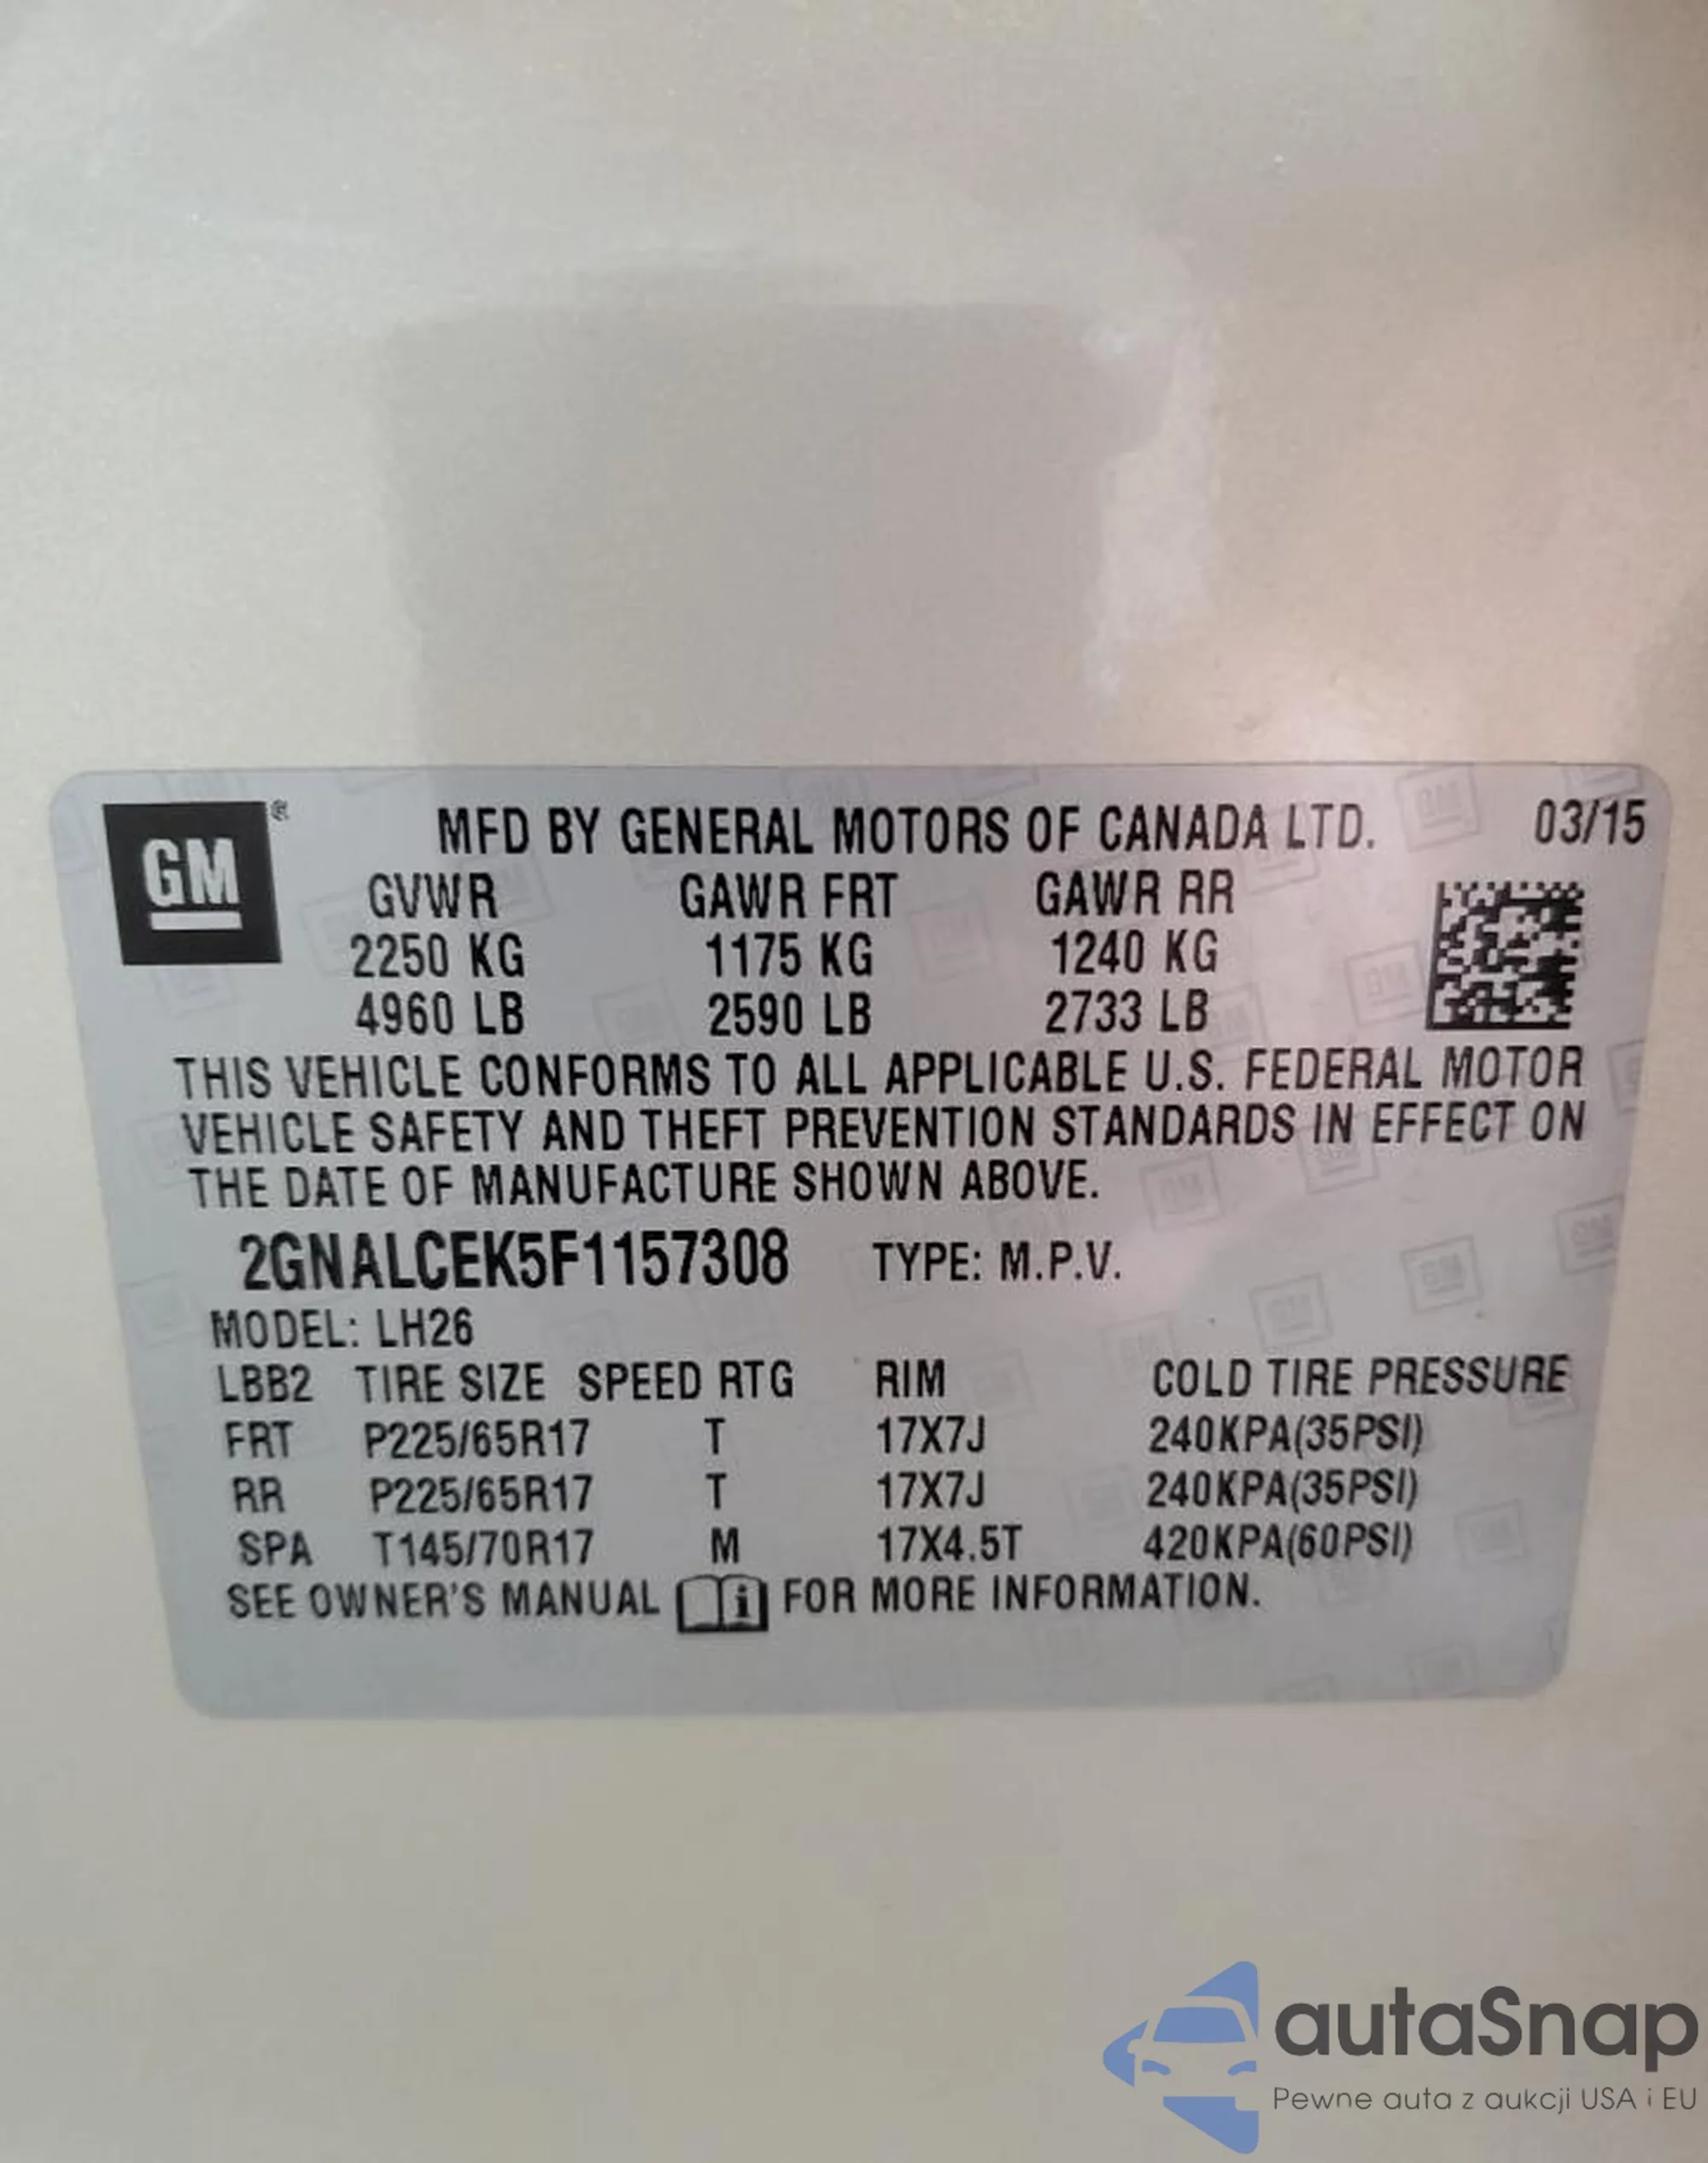 GM ®
MFD BY GENERAL MOTORS OF CANADA LTD. 03/15
GVWR GAWR FRT GAWR RR
2250 KG 1175 KG 1240 KG
4960 LB 2590 LB 2733 LB
THIS VEHICLE CONFORMS TO ALL APPLICABLE U.S. FEDERAL MOTOR
VEHICLE SAFETY AND THEFT PREVENTION STANDARDS IN EFFECT ON
THE DATE OF MANUFACTURE SHOWN ABOVE.
2GNALCEK5F1157308 TYPE: M.P.V.
MODEL: LH26
LBB2 TIRE SIZE SPEED RTG RIM COLD TIRE PRESSURE
FRT P225/65R17 T 17X7J 240KPA(35PSI)
RR P225/65R17 T 17X7J 240KPA(35PSI)
SPA T145/70R17 M 17X4.5T 420KPA(60PSI)
SEE OWNER'S MANUAL i FOR MORE INFORMATION.
autaSnap
Pewne auta z aukcji USA i EU